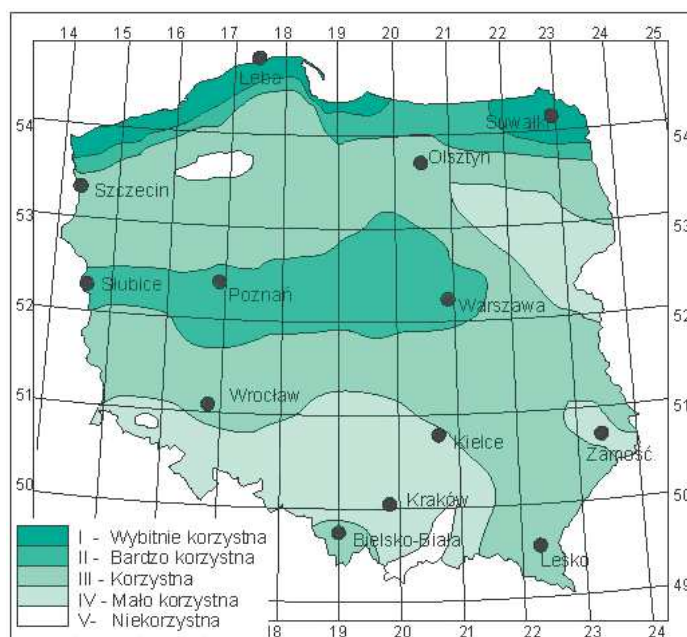 14 15 16 17 18 19 20 21 22 23 24 25
Łeba
Suwałki
54 54
Olsztyn
Szczecin
53 53
Słubice
Poznań
Warszawa
52 52
Wrocław
51 51
Kielce
Zamość
50 50
Kraków
Bielsko-Biała
Lesko
I - Wybitnie korzystna
II - Bardzo korzystna
III - Korzystna
IV - Mało korzystna
V- Niekorzystna
49
18 19 20 21 22 23 24